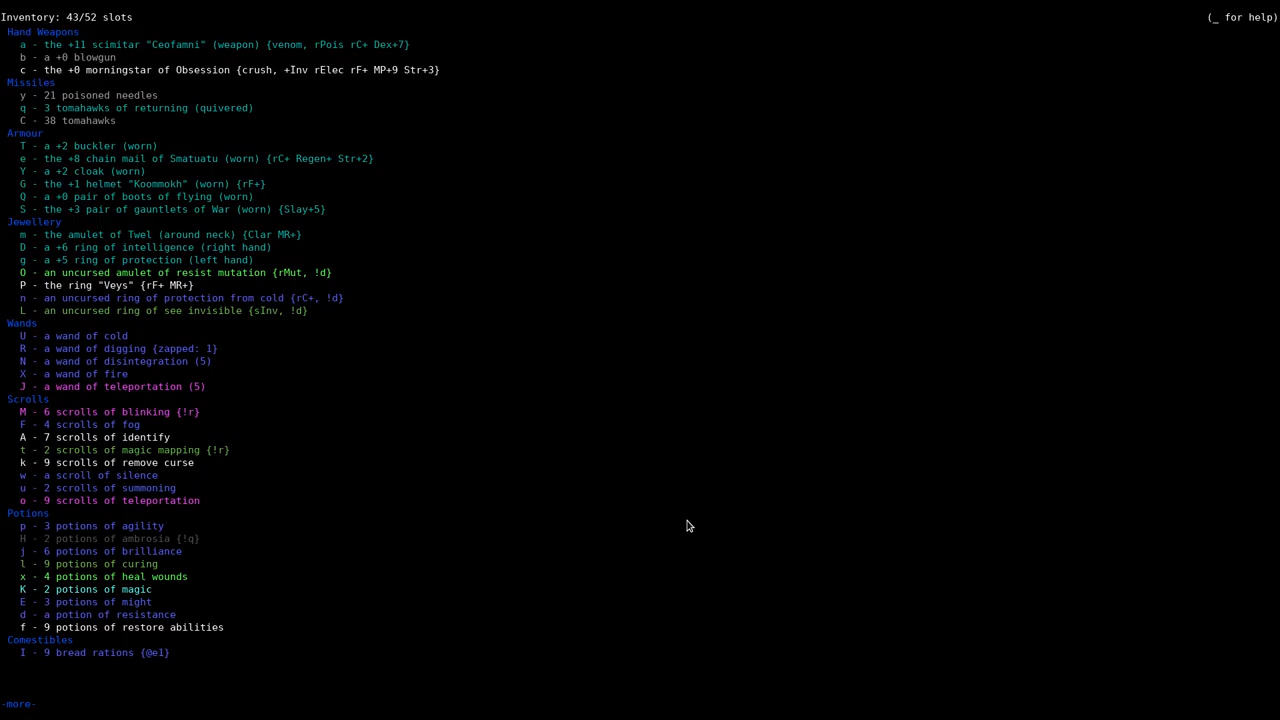 Inventory: 43/52 slots (_ for help)
Hand Weapons
a - the +11 scimitar "Ceofamni" (weapon) {venom, rPois rC+ Dex+7}
b - a +0 blowgun
c - the +0 morningstar of Obsession {crush, +Inv rElec rF+ MP+9 Str+3}
Missiles
y - 21 poisoned needles
q - 3 tomahawks of returning (quivered)
C - 38 tomahawks
Armour
T - a +2 buckler (worn)
e - the +8 chain mail of Smatuatu (worn) {rC+ Regen+ Str+2}
Y - a +2 cloak (worn)
G - the +1 helmet "Koommokh" (worn) {rF+}
Q - a +0 pair of boots of flying (worn)
S - the +3 pair of gauntlets of War (worn) {Slay+5}
Jewellery
m - the amulet of Twel (around neck) {Clar MR+}
D - a +6 ring of intelligence (right hand)
g - a +5 ring of protection (left hand)
O - an uncursed amulet of resist mutation {rMut, !d}
P - the ring "Veys" {rF+ MR+}
n - an uncursed ring of protection from cold {rC+, !d}
L - an uncursed ring of see invisible {sInv, !d}
Wands
U - a wand of cold
R - a wand of digging {zapped: 1}
N - a wand of disintegration (5)
X - a wand of fire
J - a wand of teleportation (5)
Scrolls
M - 6 scrolls of blinking {!r}
F - 4 scrolls of fog
A - 7 scrolls of identify
t - 2 scrolls of magic mapping {!r}
k - 9 scrolls of remove curse
w - a scroll of silence
u - 2 scrolls of summoning
o - 9 scrolls of teleportation
Potions
p - 3 potions of agility
H - 2 potions of ambrosia {!q}
j - 6 potions of brilliance
l - 9 potions of curing
x - 4 potions of heal wounds
K - 2 potions of magic
E - 3 potions of might
d - a potion of resistance
f - 9 potions of restore abilities
Comestibles
I - 9 bread rations {@e1}
-more-